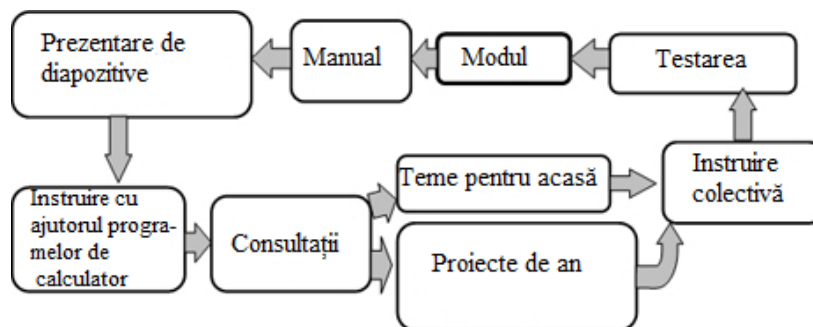 Prezentare de
diapozitive
Manual
Modul
Testarea
Instruire cu
ajutorul progra-
melor de
calculator
Consultații
Teme pentru acasă
Proiecte de an
Instruire
colectivă